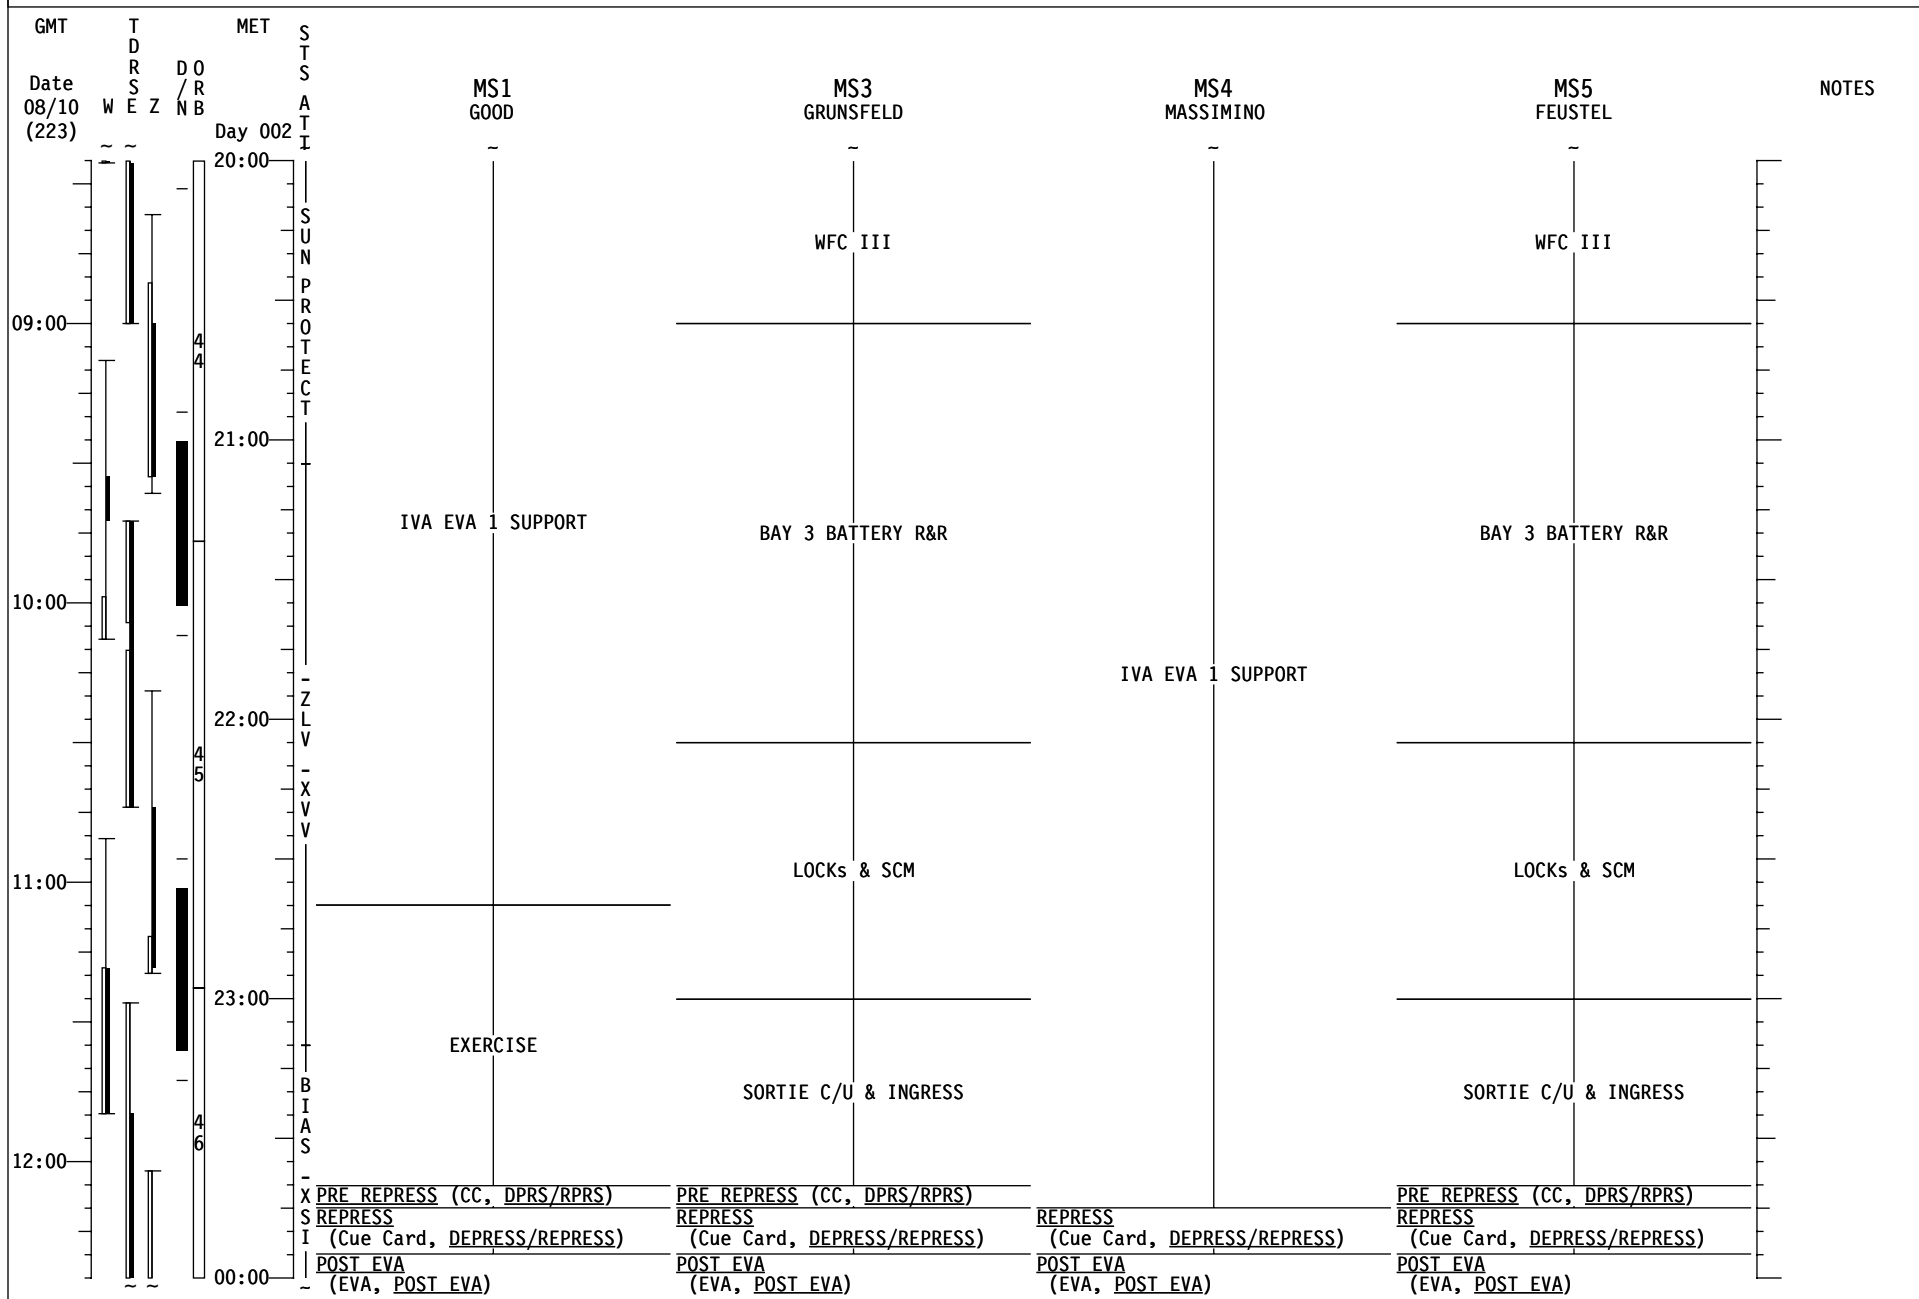 GMT
Date
08/10
(223)
TDRS
W E Z
D/N
ORB
MET
Day 002
STS ATT
MS1
GOOD
MS3
GRUNSFELD
MS4
MASSIMINO
MS5
FEUSTEL
NOTES
~ ~ ~ ~ ~ ~
20:00
SUN PROTECT
WFC III
WFC III
09:00
44
21:00
IVA EVA 1 SUPPORT
BAY 3 BATTERY R&R
BAY 3 BATTERY R&R
10:00
IVA EVA 1 SUPPORT
-ZLV -XVV
22:00
45
LOCKs & SCM
LOCKs & SCM
11:00
23:00
EXERCISE
BIAS -XSI
SORTIE C/U & INGRESS
SORTIE C/U & INGRESS
46
12:00
PRE REPRESS (CC, DPRS/RPRS)
PRE REPRESS (CC, DPRS/RPRS)
PRE REPRESS (CC, DPRS/RPRS)
REPRESS
(Cue Card, DEPRESS/REPRESS)
REPRESS
(Cue Card, DEPRESS/REPRESS)
REPRESS
(Cue Card, DEPRESS/REPRESS)
REPRESS
(Cue Card, DEPRESS/REPRESS)
00:00
POST EVA
(EVA, POST EVA)
POST EVA
(EVA, POST EVA)
POST EVA
(EVA, POST EVA)
POST EVA
(EVA, POST EVA)
~ ~ ~